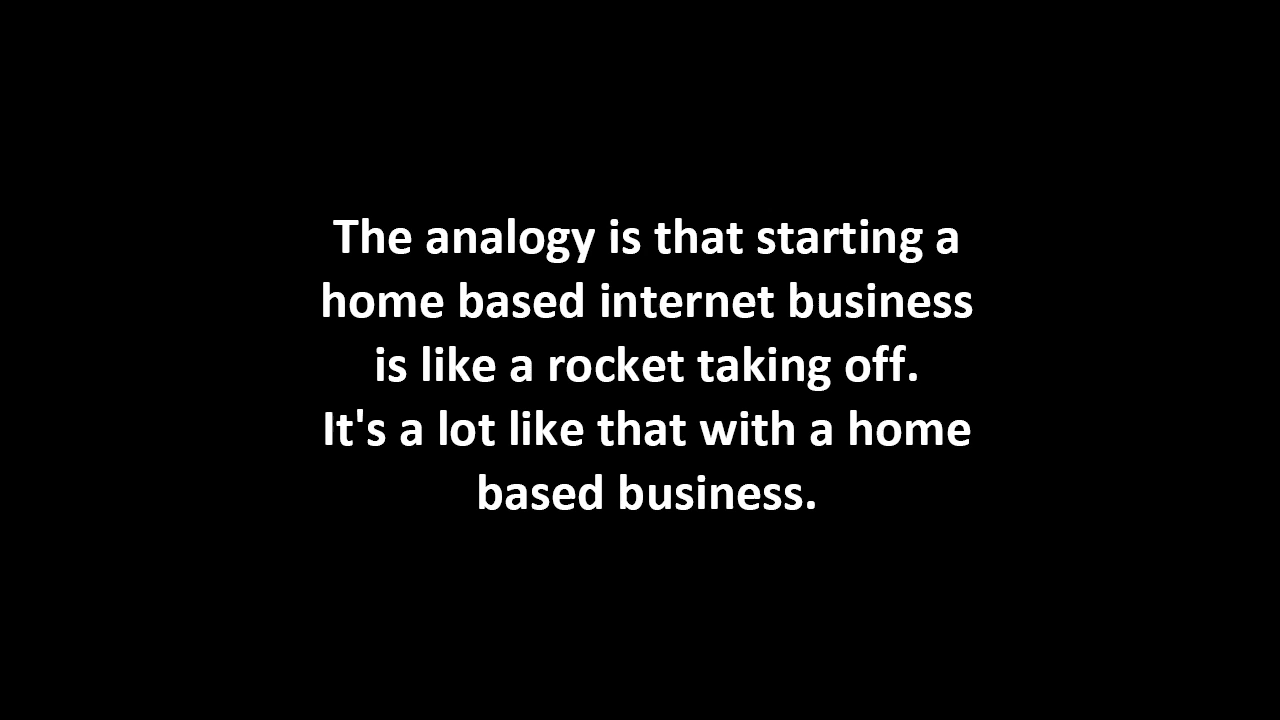 The analogy is that starting a
home based internet business
is like a rocket taking off.
It's a lot like that with a home
based business.